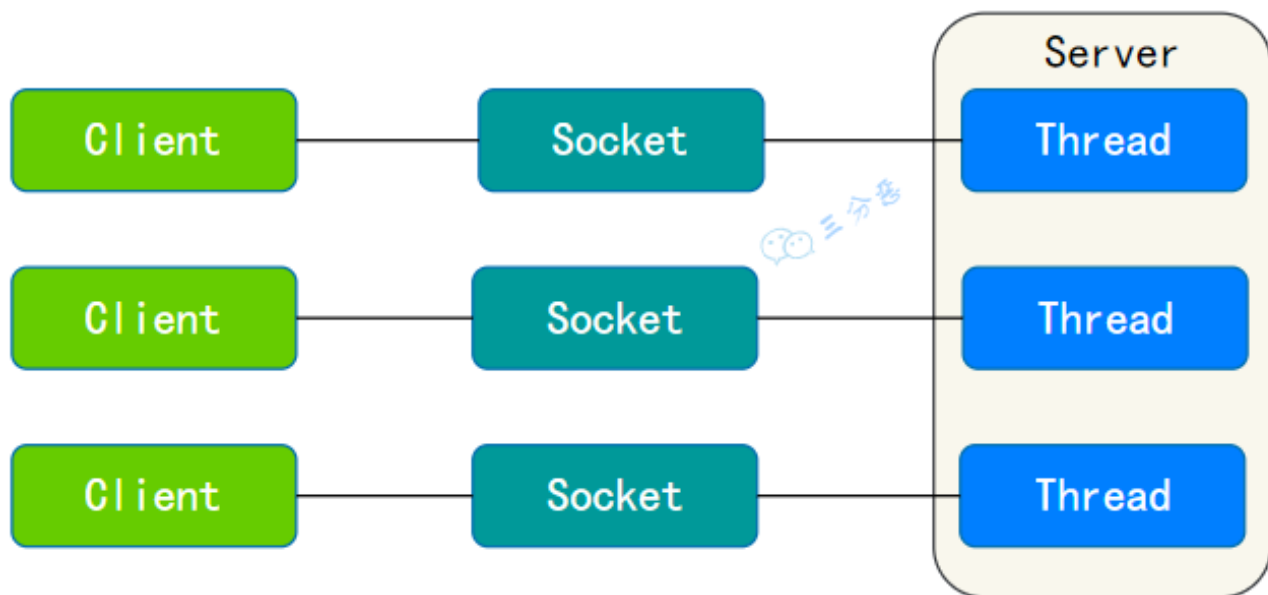 Server
Client Socket Thread
三分恶
Client Socket Thread
Client Socket Thread